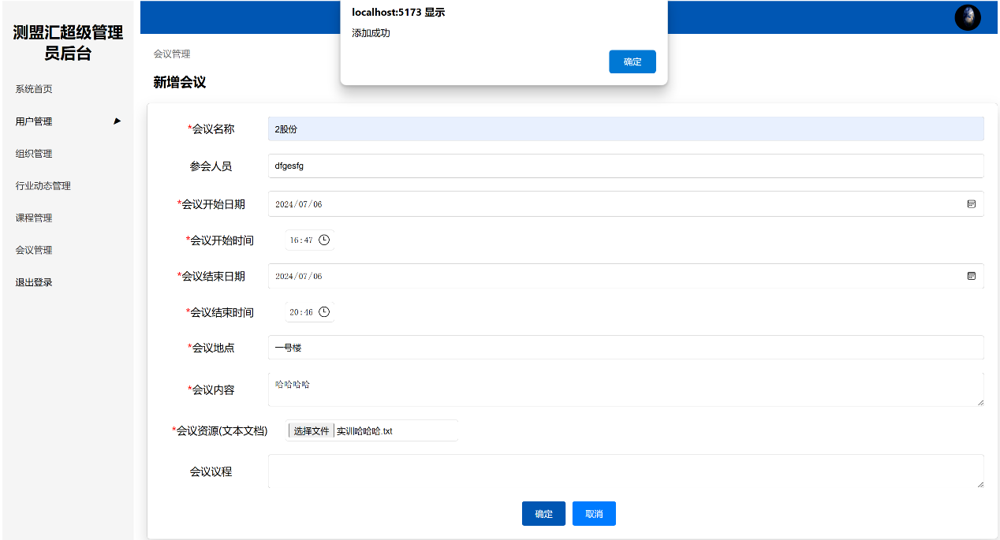 测盟汇超级管理
员后台
系统首页
用户管理
组织管理
行业动态管理
课程管理
会议管理
退出登录
localhost:5173 显示
添加成功
确定
会议管理
新增会议
*会议名称 2股份
参会人员 dfgesfg
*会议开始日期 2024/07/06
*会议开始时间 16:47
*会议结束日期 2024/07/06
*会议结束时间 20:46
*会议地点 一号楼
*会议内容 哈哈哈哈
*会议资源(文本文档) 选择文件 实训哈哈哈.txt
会议议程
确定 取消